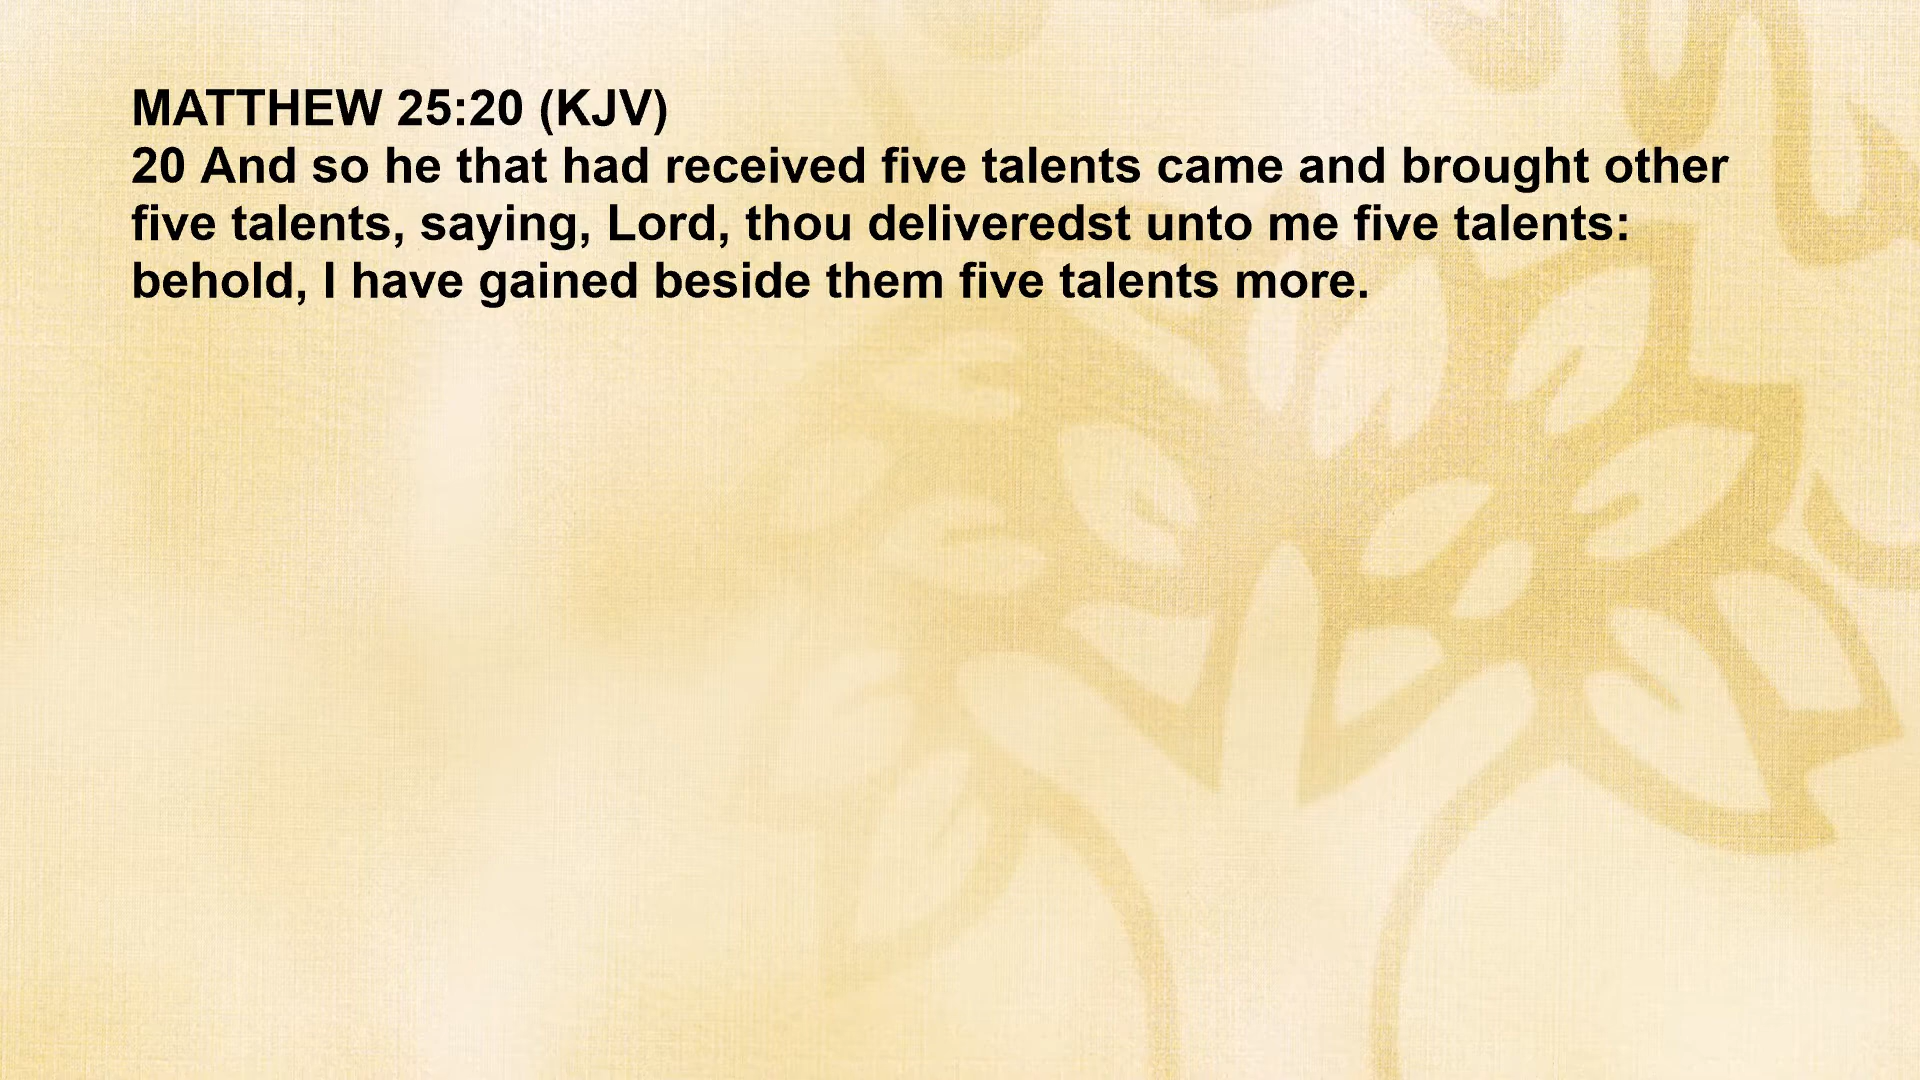 MATTHEW 25:20 (KJV)
20 And so he that had received five talents came and brought other
five talents, saying, Lord, thou deliveredst unto me five talents:
behold, I have gained beside them five talents more.